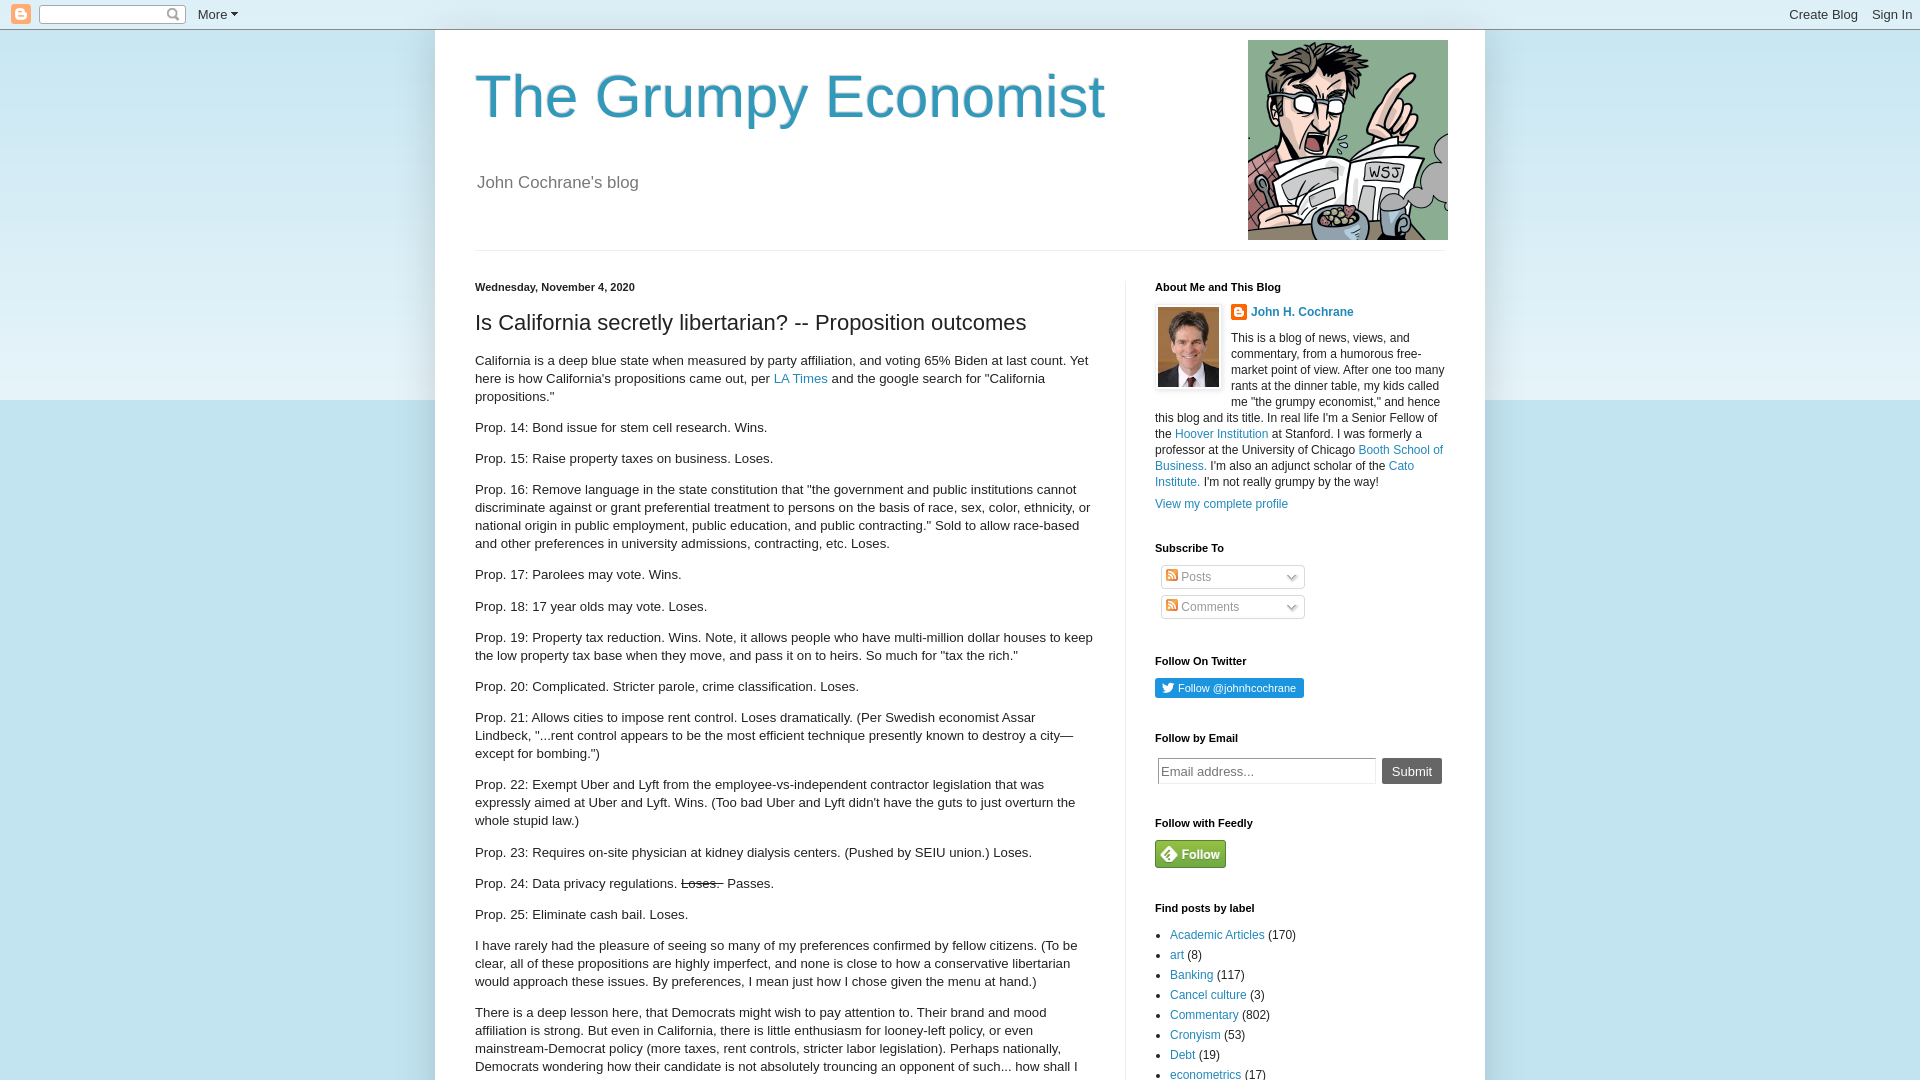 More
Create Blog
Sign In
The Grumpy Economist
WSJ
John Cochrane's blog
Wednesday, November 4, 2020
Is California secretly libertarian? -- Proposition outcomes
California is a deep blue state when measured by party affiliation, and voting 65% Biden at last count. Yet
here is how California's propositions came out, per LA Times and the google search for "California
propositions."
Prop. 14: Bond issue for stem cell research. Wins.
Prop. 15: Raise property taxes on business. Loses.
Prop. 16: Remove language in the state constitution that "the government and public institutions cannot
discriminate against or grant preferential treatment to persons on the basis of race, sex, color, ethnicity, or
national origin in public employment, public education, and public contracting." Sold to allow race-based
and other preferences in university admissions, contracting, etc. Loses.
Prop. 17: Parolees may vote. Wins.
Prop. 18: 17 year olds may vote. Loses.
Prop. 19: Property tax reduction. Wins. Note, it allows people who have multi-million dollar houses to keep
the low property tax base when they move, and pass it on to heirs. So much for "tax the rich."
Prop. 20: Complicated. Stricter parole, crime classification. Loses.
Prop. 21: Allows cities to impose rent control. Loses dramatically. (Per Swedish economist Assar
Lindbeck, "...rent control appears to be the most efficient technique presently known to destroy a city—
except for bombing.")
Prop. 22: Exempt Uber and Lyft from the employee-vs-independent contractor legislation that was
expressly aimed at Uber and Lyft. Wins. (Too bad Uber and Lyft didn't have the guts to just overturn the
whole stupid law.)
Prop. 23: Requires on-site physician at kidney dialysis centers. (Pushed by SEIU union.) Loses.
Prop. 24: Data privacy regulations. Loses. Passes.
Prop. 25: Eliminate cash bail. Loses.
I have rarely had the pleasure of seeing so many of my preferences confirmed by fellow citizens. (To be
clear, all of these propositions are highly imperfect, and none is close to how a conservative libertarian
would approach these issues. By preferences, I mean just how I chose given the menu at hand.)
There is a deep lesson here, that Democrats might wish to pay attention to. Their brand and mood
affiliation is strong. But even in California, there is little enthusiasm for looney-left policy, or even
mainstream-Democrat policy (more taxes, rent controls, stricter labor legislation). Perhaps nationally,
Democrats wondering how their candidate is not absolutely trouncing an opponent of such... how shall I
About Me and This Blog
John H. Cochrane
This is a blog of news, views, and
commentary, from a humorous free-
market point of view. After one too many
rants at the dinner table, my kids called
me "the grumpy economist," and hence
this blog and its title. In real life I'm a Senior Fellow of
the Hoover Institution at Stanford. I was formerly a
professor at the University of Chicago Booth School of
Business. I'm also an adjunct scholar of the Cato
Institute. I'm not really grumpy by the way!
View my complete profile
Subscribe To
Posts
Comments
Follow On Twitter
Follow @johnhcochrane
Follow by Email
Email address...
Submit
Follow with Feedly
Follow
Find posts by label
Academic Articles (170)
art (8)
Banking (117)
Cancel culture (3)
Commentary (802)
Cronyism (53)
Debt (19)
econometrics (17)